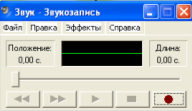 Звук - Звукозапись
Файл Правка Эффекты Справка
Положение: Длина:
0,00 с. 0,00 с.